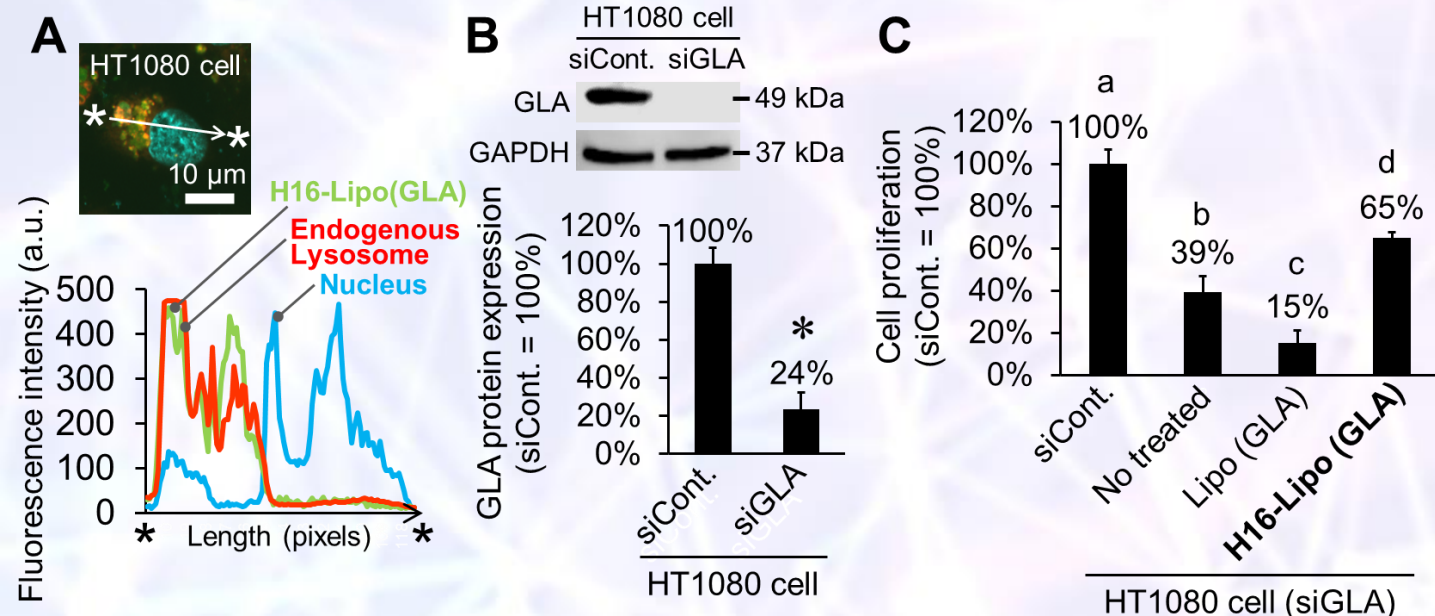 A
HT1080 cell
*
*
10 µm
H16-Lipo(GLA)
Endogenous
Lysosome
Nucleus
Fluorescence intensity (a.u.)
500
400
300
200
100
0
*
Length (pixels)
*
B
HT1080 cell
siCont. siGLA
GLA
49 kDa
GAPDH
37 kDa
GLA protein expression
(siCont. = 100%)
120%
100%
80%
60%
40%
20%
0%
100%
*
24%
siCont.
siGLA
siCont.
siGLA
HT1080 cell
C
Cell proliferation
(siCont. = 100%)
120%
100%
80%
60%
40%
20%
0%
a
100%
b
39%
c
15%
d
65%
siCont.
No treated
Lipo (GLA)
H16-Lipo (GLA)
HT1080 cell (siGLA)